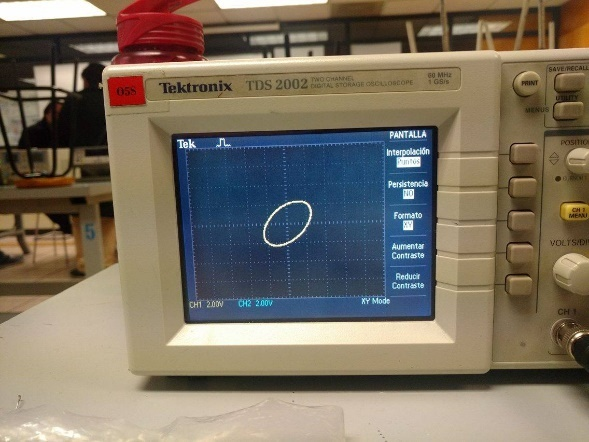 OSS
Tektronix TDS 2002 TWO CHANNEL DIGITAL STORAGE OSCILLOSCOPE
60 MHz
1 GS/s
Tek
PANTALLA
Interpolación
Puntos
Persistencia
NO
Formato
XY
Aumentar
Contraste
Reducir
Contraste
CH1 2.00V CH2 2.00V XY Mode
PRINT
SAVE/RECALL
UTILITY
MENUS
POSITION
CH 1
MENU
VOLTS/DIV
CH 1
5